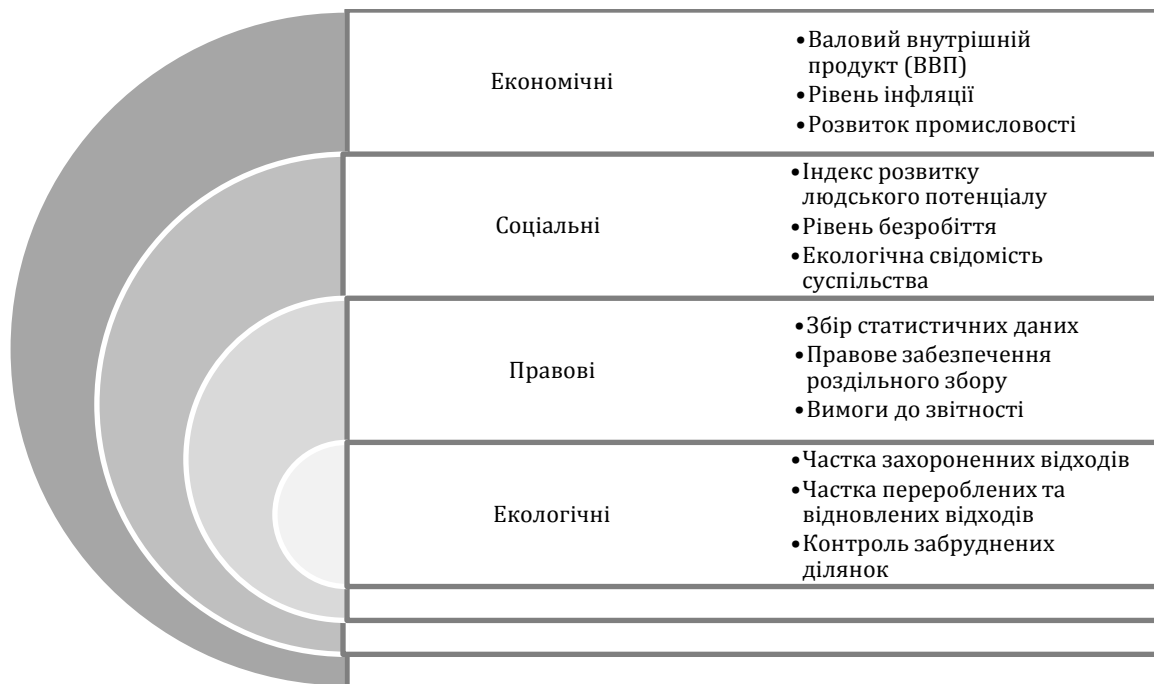 Економічні
•Валовий внутрішній
продукт (ВВП)
•Рівень інфляції
•Розвиток промисловості
Соціальні
•Індекс розвитку
людського потенціалу
•Рівень безробіття
•Екологічна свідомість
суспільства
Правові
•Збір статистичних даних
•Правове забезпечення
роздільного збору
•Вимоги до звітності
Екологічні
•Частка захороненних відходів
•Частка перероблених та
відновлених відходів
•Контроль забруднених
ділянок